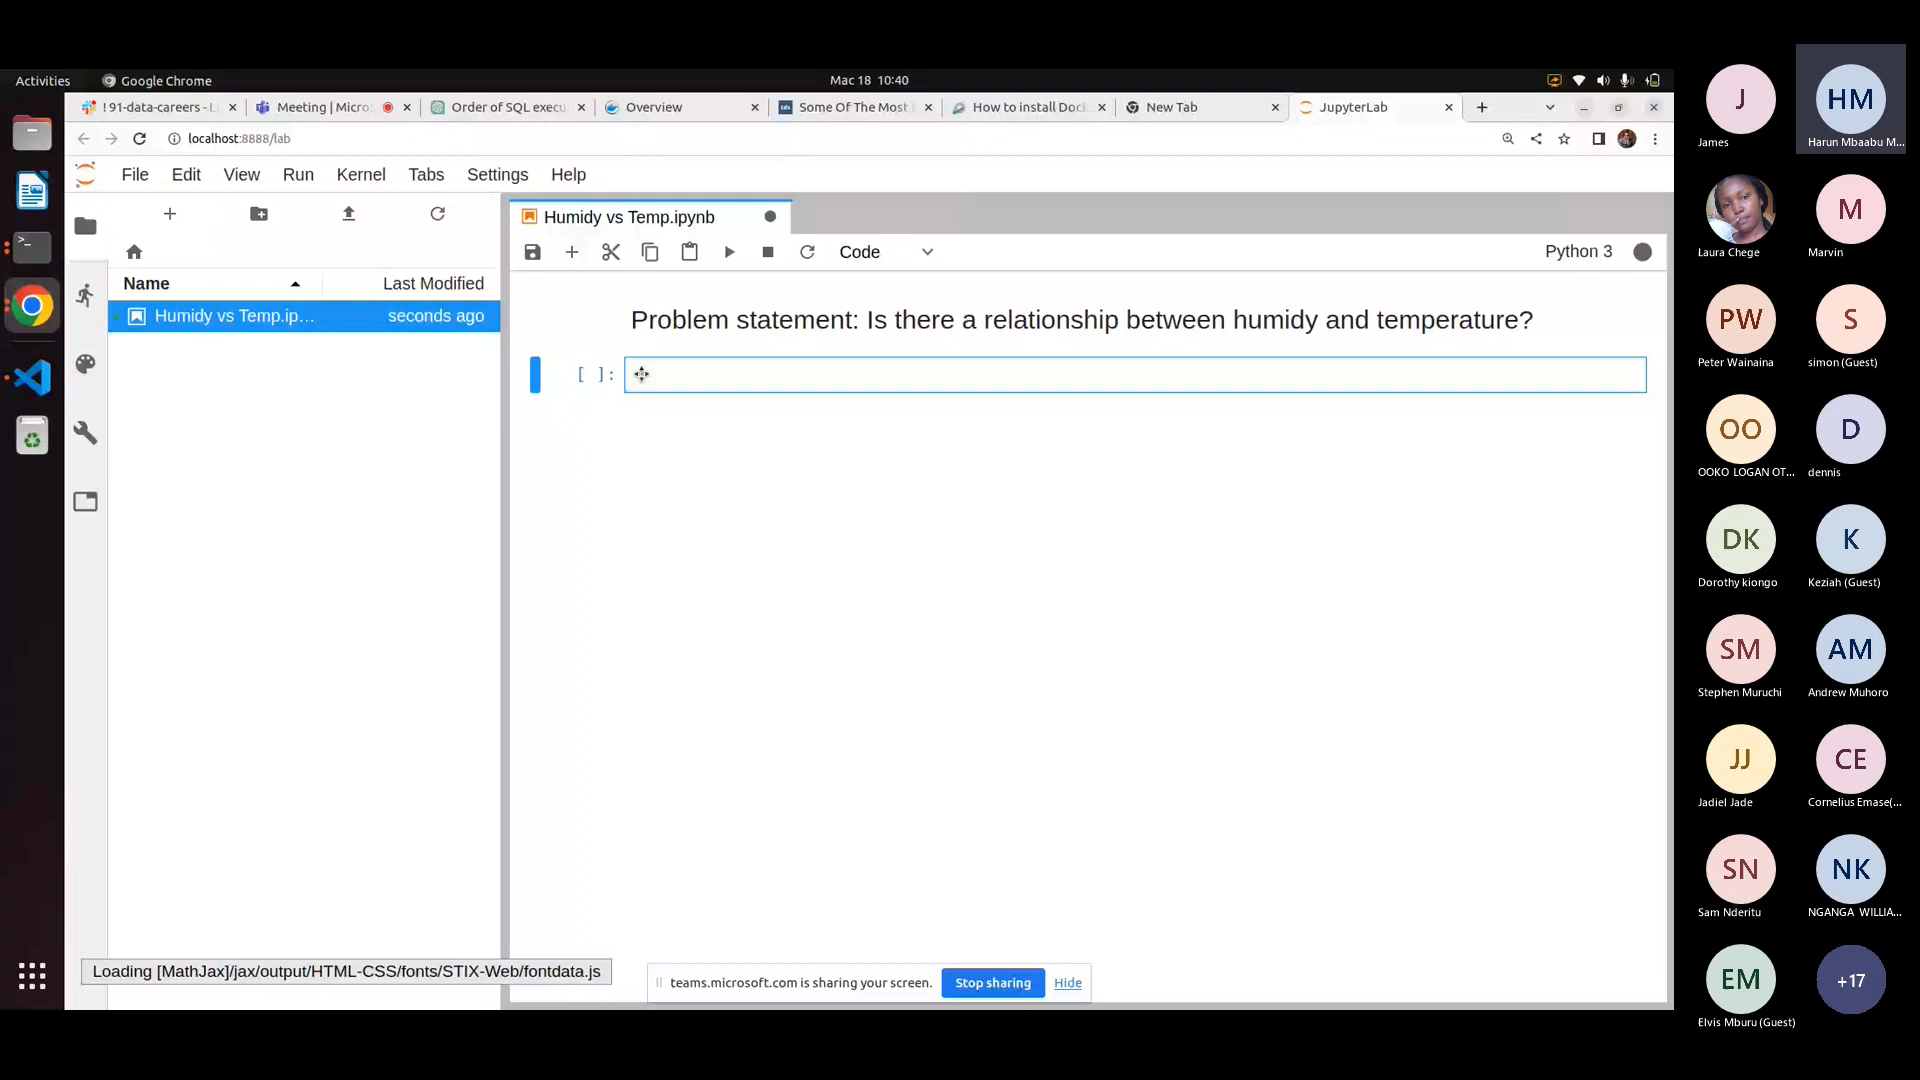 Activities
Google Chrome
Mac 18 10:40
! 91-data-careers - L
Meeting | Micro
Order of SQL execu
Overview
Some Of The Most
How to install Doc
New Tab
JupyterLab
localhost:8888/lab
File Edit View Run Kernel Tabs Settings Help
Name
Last Modified
Humidy vs Temp.ip...
seconds ago
Humidy vs Temp.ipynb
Code
Python 3
Problem statement: Is there a relationship between humidy and temperature?
[ ]:
Loading [MathJax]/jax/output/HTML-CSS/fonts/STIX-Web/fontdata.js
teams.microsoft.com is sharing your screen.
Stop sharing
Hide
J
James
HM
Harun Mbaabu M...
Laura Chege
M
Marvin
PW
Peter Wainaina
S
simon (Guest)
OO
OOKO LOGAN OT...
D
dennis
DK
Dorothy kiongo
K
Keziah (Guest)
SM
Stephen Muruchi
AM
Andrew Muhoro
JJ
Jadiel Jade
CE
Cornelius Emase(...
SN
Sam Nderitu
NK
NGANGA WILLIA...
EM
Elvis Mburu (Guest)
+17